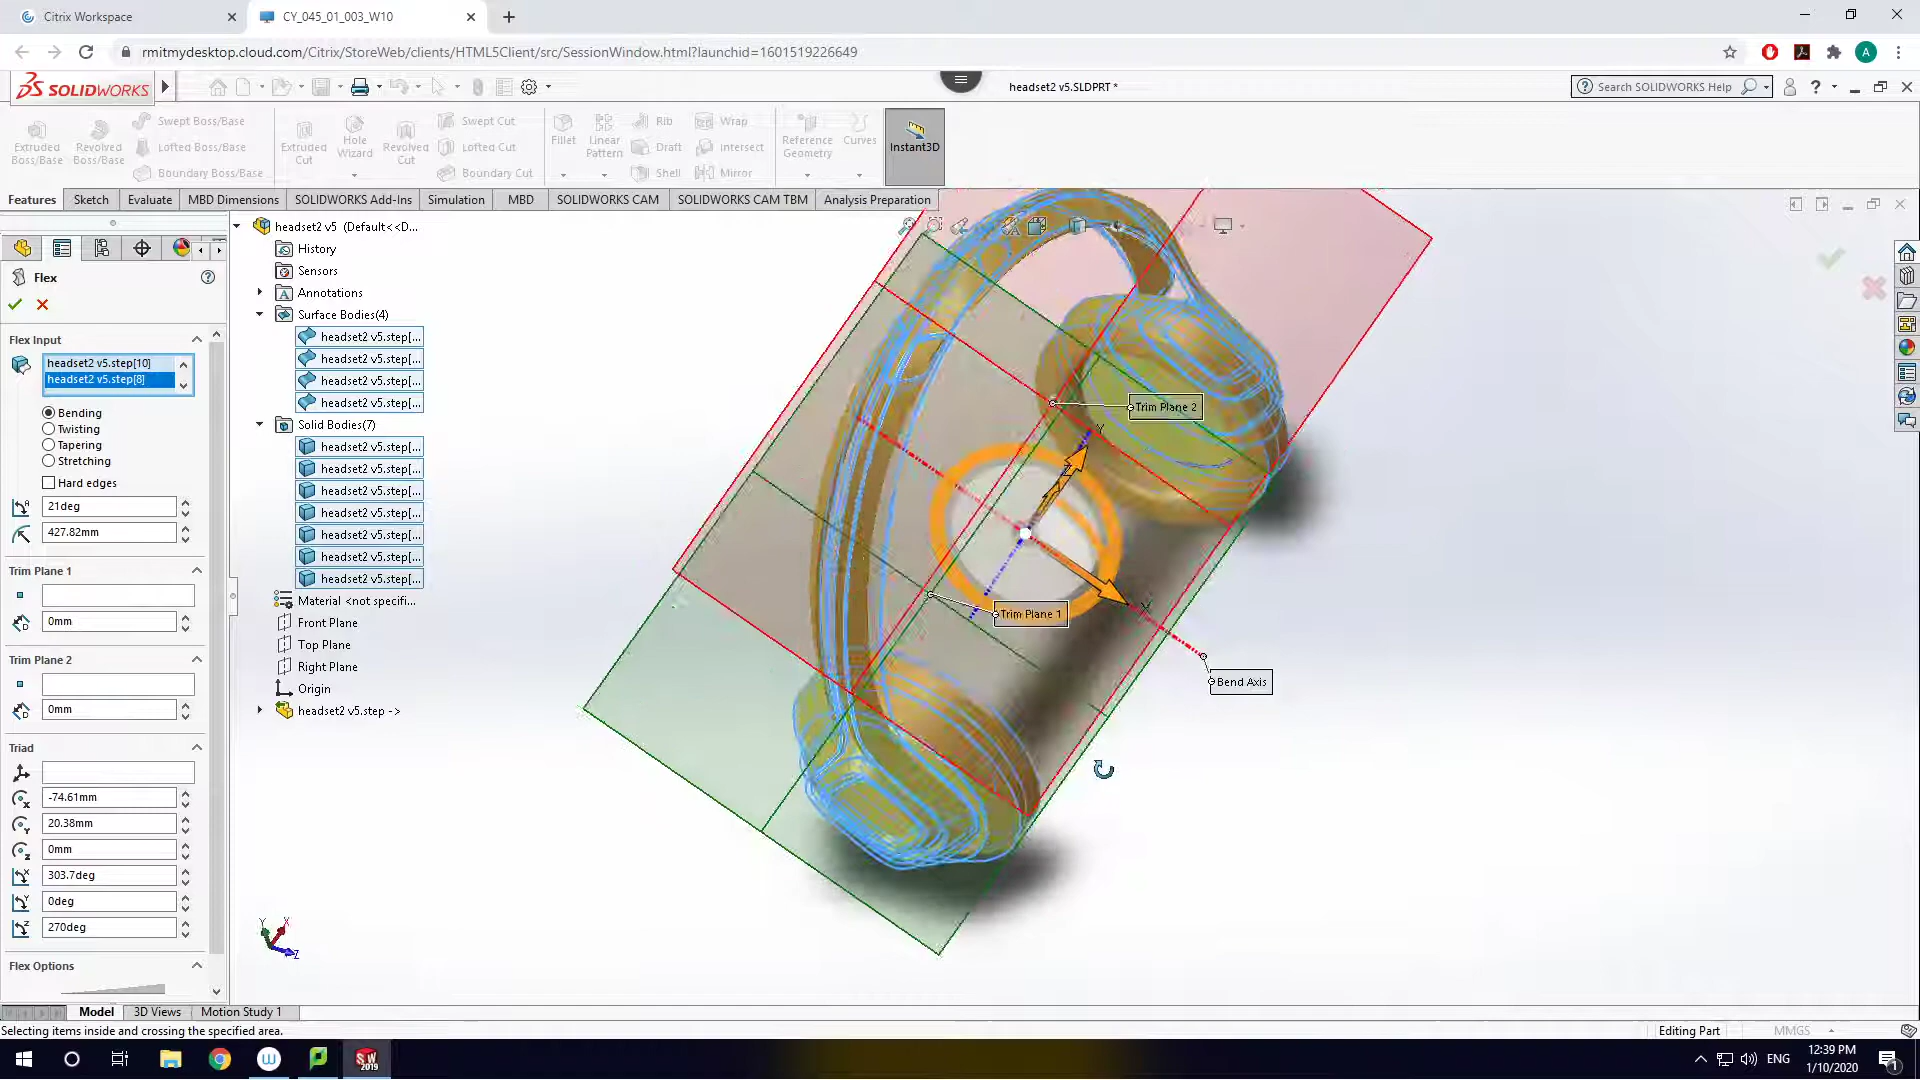 Citrix Workspace
CY_045_01_003_W10
rmitmydesktop.cloud.com/Citrix/StoreWeb/clients/HTML5Client/src/SessionWindow.html?launchid=1601519226649
A
SOLIDWORKS
headset2 v5.SLDPRT *
Search SOLIDWORKS Help
Extruded Boss/Base
Revolved Boss/Base
Swept Boss/Base
Lofted Boss/Base
Boundary Boss/Base
Extruded Cut
Hole Wizard
Revolved Cut
Swept Cut
Lofted Cut
Boundary Cut
Fillet
Linear Pattern
Rib
Draft
Shell
Wrap
Intersect
Mirror
Reference Geometry
Curves
Instant3D
Features
Sketch
Evaluate
MBD Dimensions
SOLIDWORKS Add-Ins
Simulation
MBD
SOLIDWORKS CAM
SOLIDWORKS CAM TBM
Analysis Preparation
Flex
Flex Input
headset2 v5.step[10]
headset2 v5.step[8]
Bending
Twisting
Tapering
Stretching
Hard edges
21deg
427.82mm
Trim Plane 1
0mm
Trim Plane 2
0mm
Triad
-74.61mm
20.38mm
0mm
303.7deg
0deg
270deg
Flex Options
headset2 v5 (Default<<D...
History
Sensors
Annotations
Surface Bodies(4)
headset2 v5.step[...
headset2 v5.step[...
headset2 v5.step[...
headset2 v5.step[...
Solid Bodies(7)
headset2 v5.step[...
headset2 v5.step[...
headset2 v5.step[...
headset2 v5.step[...
headset2 v5.step[...
headset2 v5.step[...
headset2 v5.step[...
Material <not specifi...
Front Plane
Top Plane
Right Plane
Origin
headset2 v5.step ->
Trim Plane 2
Trim Plane 1
Bend Axis
Y
X
Z
Model
3D Views
Motion Study 1
Selecting items inside and crossing the specified area.
Editing Part
MMGS
SW 2019
ENG
12:39 PM
1/10/2020
1